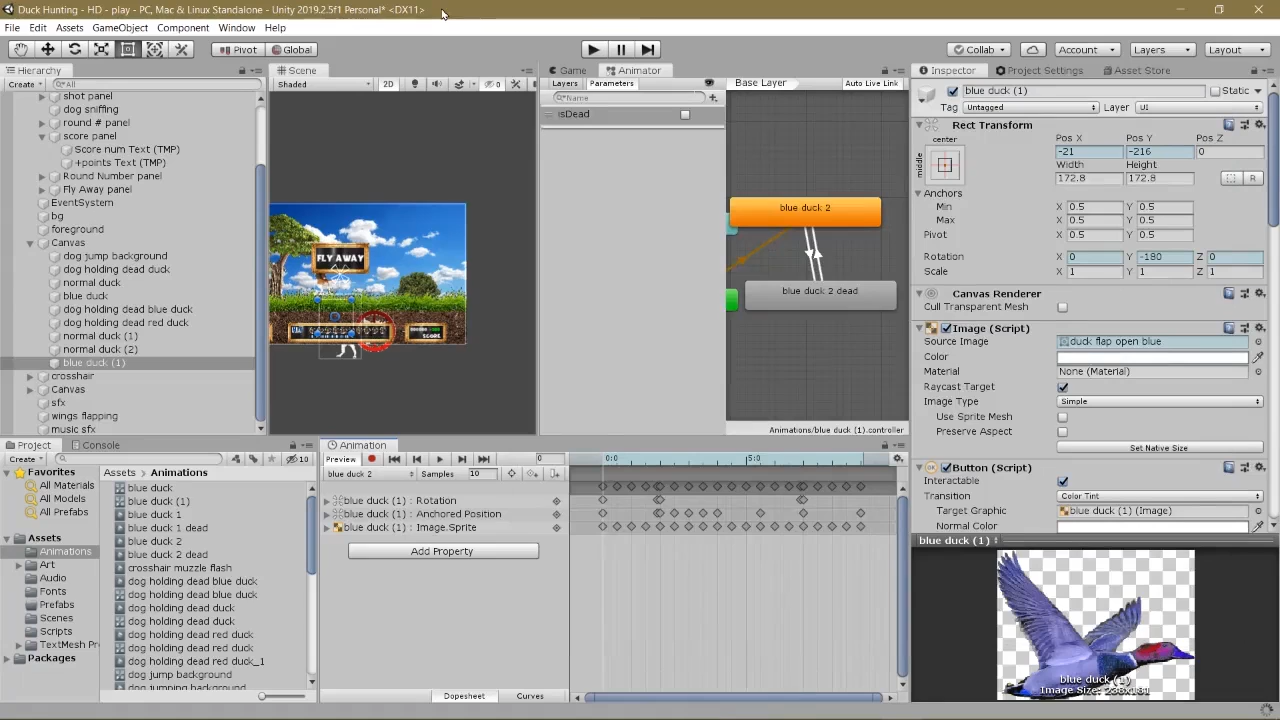 Duck Hunting - HD - play - PC, Mac & Linux Standalone - Unity 2019.2.5f1 Personal* <DX11>
File Edit Assets GameObject Component Window Help
Pivot Global Collab Account Layers Layout
Hierarchy
Create All
shot panel
dog sniffing
round # panel
score panel
Score num Text (TMP)
+points Text (TMP)
Round Number panel
Fly Away panel
EventSystem
bg
foreground
Canvas
dog jump background
dog holding dead duck
normal duck
blue duck
dog holding dead blue duck
dog holding dead red duck
normal duck (1)
normal duck (2)
blue duck (1)
crosshair
Canvas
sfx
wings flapping
music sfx
Scene
Shaded 2D 0
FLY AWAY
SCORE
Game Animator
Layers Parameters Base Layer Auto Live Link
Name
isDead
blue duck 2
blue duck 2 dead
Animations/blue duck (1).controller
Inspector Project Settings Asset Store
blue duck (1) Static
Tag Untagged Layer UI
Rect Transform
center
middle
Pos X Pos Y Pos Z
-21 -216 0
Width Height
172.8 172.8 R
Anchors
Min X 0.5 Y 0.5
Max X 0.5 Y 0.5
Pivot X 0.5 Y 0.5
Rotation X 0 Y -180 Z 0
Scale X 1 Y 1 Z 1
Canvas Renderer
Cull Transparent Mesh
Image (Script)
Source Image duck flap open blue
Color
Material None (Material)
Raycast Target
Image Type Simple
Use Sprite Mesh
Preserve Aspect
Set Native Size
Button (Script)
Interactable
Transition Color Tint
Target Graphic blue duck (1) (Image)
Normal Color
blue duck (1)
blue duck (1)
Project Console
Create 10
Favorites
All Materials
All Models
All Prefabs
Assets
Animations
Art
Audio
Fonts
Prefabs
Scenes
Scripts
TextMesh Pr
Packages
Assets Animations
blue duck
blue duck (1)
blue duck 1
blue duck 1 dead
blue duck 2
blue duck 2 dead
crosshair muzzle flash
dog holding dead blue duck
dog holding dead blue duck
dog holding dead duck
dog holding dead duck
dog holding dead red duck
dog holding dead red duck
dog holding dead red duck_1
dog jump background
dog jumping background
Animation
Preview 0 0:0 5:0
blue duck 2 Samples 10
blue duck (1) : Rotation
blue duck (1) : Anchored Position
blue duck (1) : Image.Sprite
Add Property
Dopesheet Curves